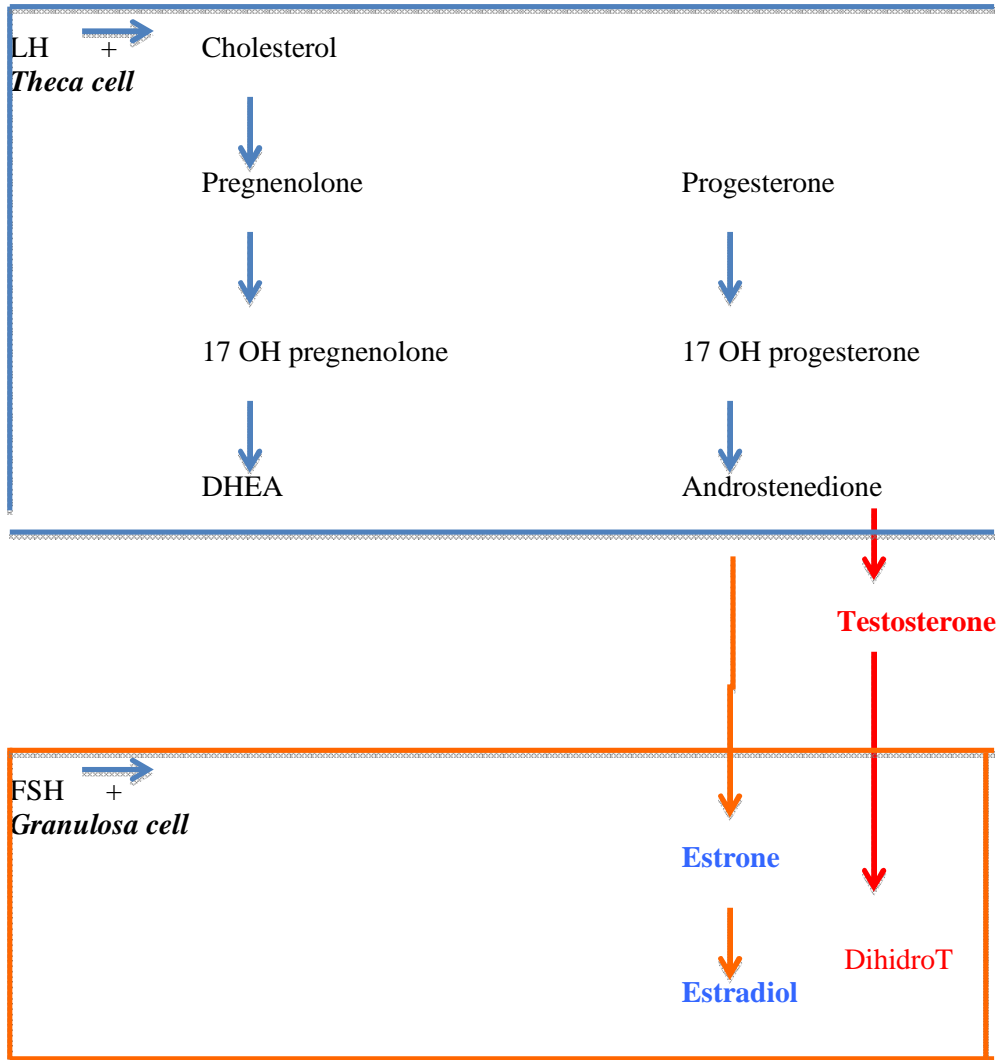 LH + Cholesterol
Theca cell
Pregnenolone Progesterone
17 OH pregnenolone 17 OH progesterone
DHEA Androstenedione
Testosterone
FSH +
Granulosa cell
Estrone
DihidroT
Estradiol